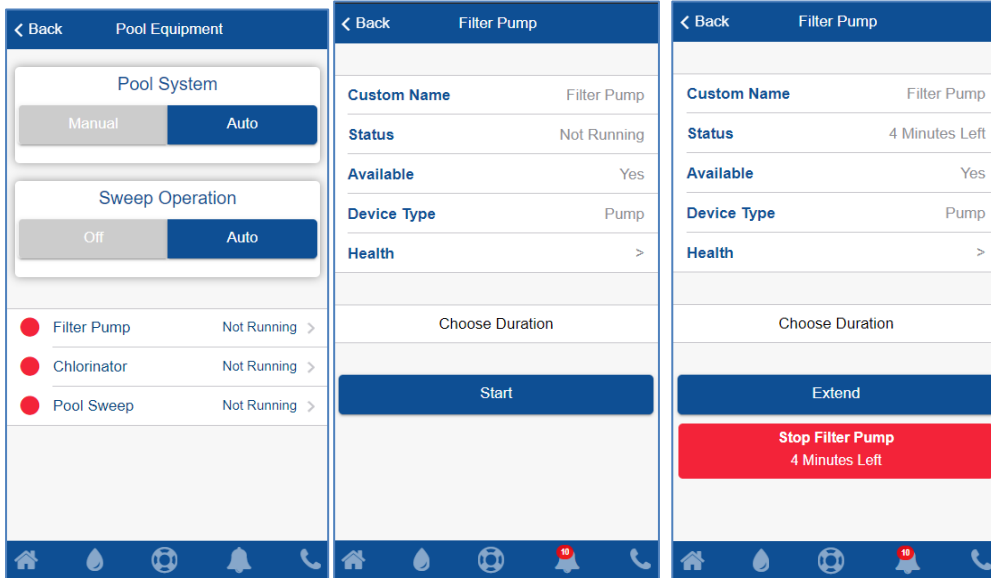 Back Pool Equipment
Pool System
Manual Auto
Sweep Operation
Off Auto
Filter Pump Not Running >
Chlorinator Not Running >
Pool Sweep Not Running >
Back Filter Pump
Custom Name Filter Pump
Status Not Running
Available Yes
Device Type Pump
Health >
Choose Duration
Start
10
Back Filter Pump
Custom Name Filter Pump
Status 4 Minutes Left
Available Yes
Device Type Pump
Health >
Choose Duration
Extend
Stop Filter Pump
4 Minutes Left
10